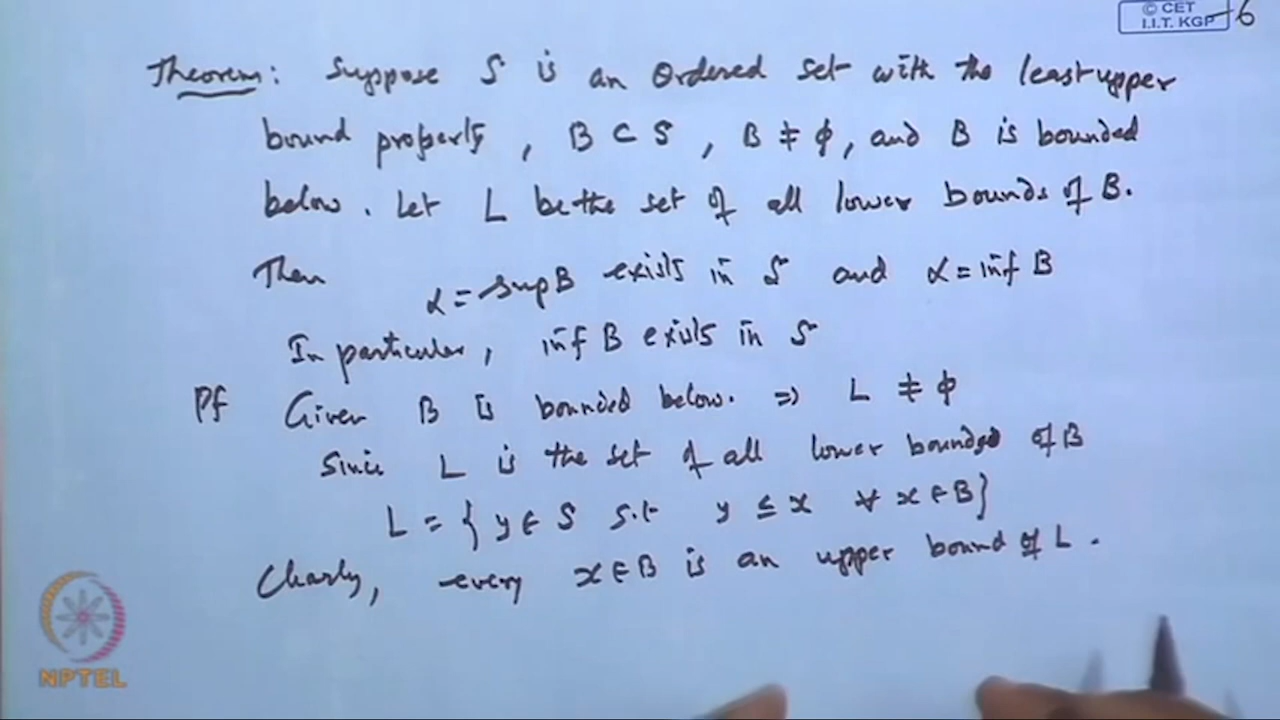 © CET
I.I.T. KGP
-6
Theorem: Suppose S is an Ordered set with the least upper
bound property, B ⊂ S, B ≠ φ, and B is bounded
below. Let L be the set of all lower bounds of B.
Then α = Sup B exists in S and α = inf B
In particular, inf B exists in S
Pf Given B is bounded below. ⇒ L ≠ φ
Since L is the set of all lower bounds of B
L = { y ∈ S s.t y ≤ x ∀ x ∈ B}
Clearly, every x ∈ B is an upper bound of L.
NPTEL